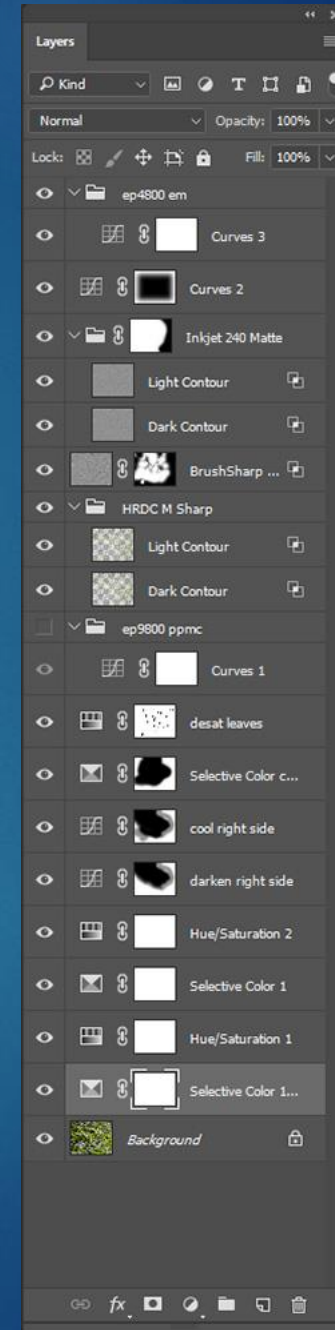 Layers
Kind
T
Normal Opacity: 100%
Lock: Fill: 100%
ep4800 em
Curves 3
Curves 2
Inkjet 240 Matte
Light Contour
Dark Contour
BrushSharp ...
HRDC M Sharp
Light Contour
Dark Contour
ep9800 ppmc
Curves 1
desat leaves
Selective Color c...
cool right side
darken right side
Hue/Saturation 2
Selective Color 1
Hue/Saturation 1
Selective Color 1...
Background
fx